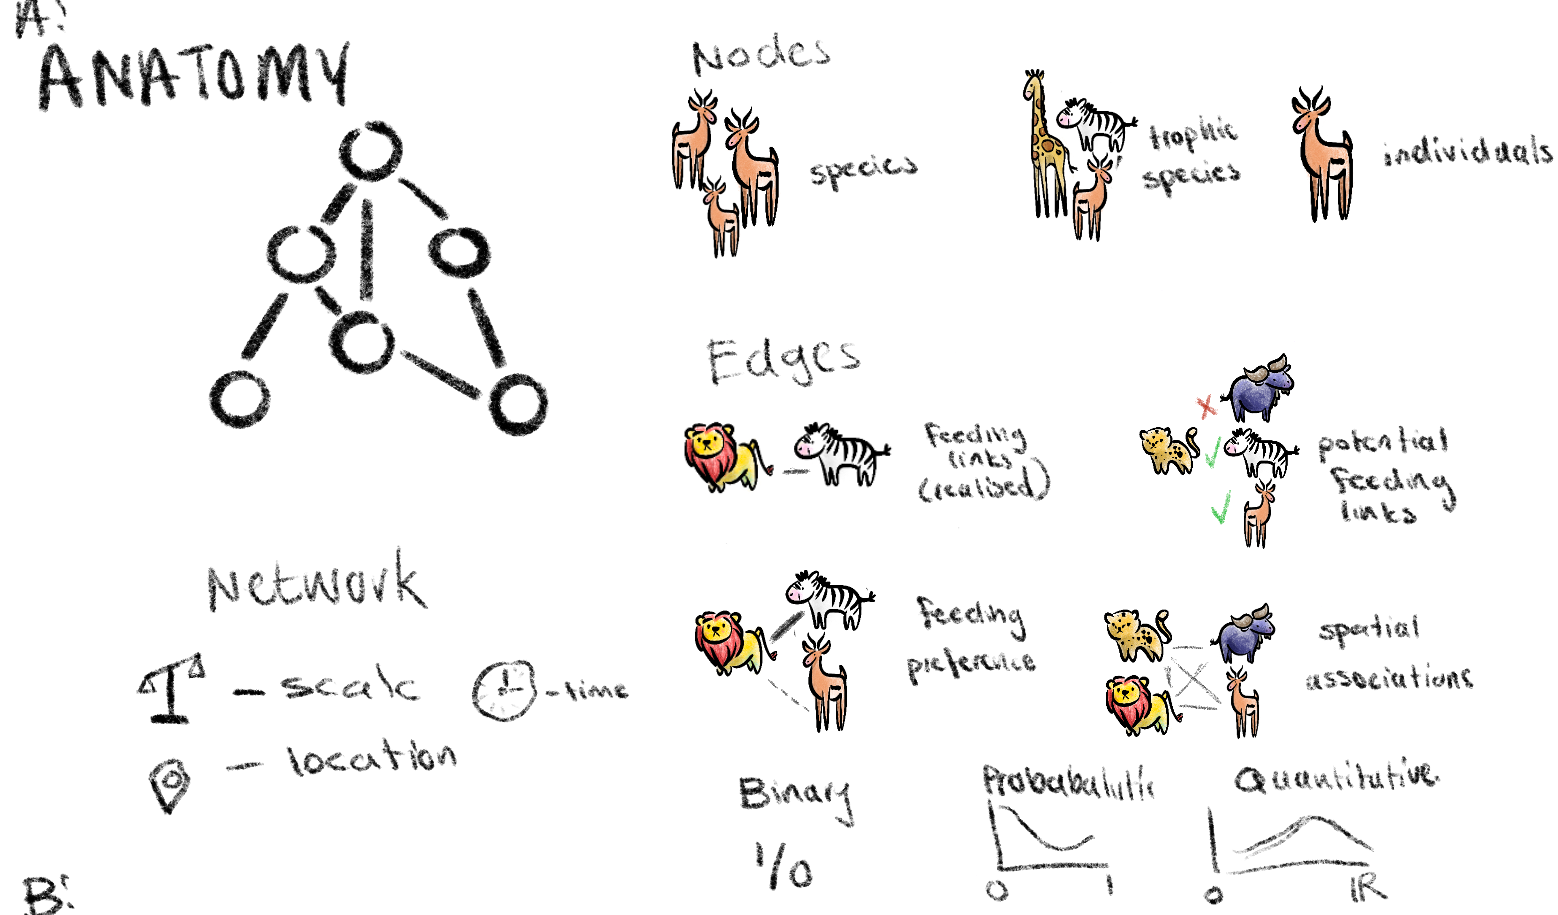 A:
ANATOMY
Nodes
species
trophic
species
individuals
Edges
feeding
links
(realised)
potential
feeding
links
feeding
preference
spatial
associations
Network
– scale
– time
– location
Binary
1/0
Probabalistic
0 1
Quantitative
0 IR
B: